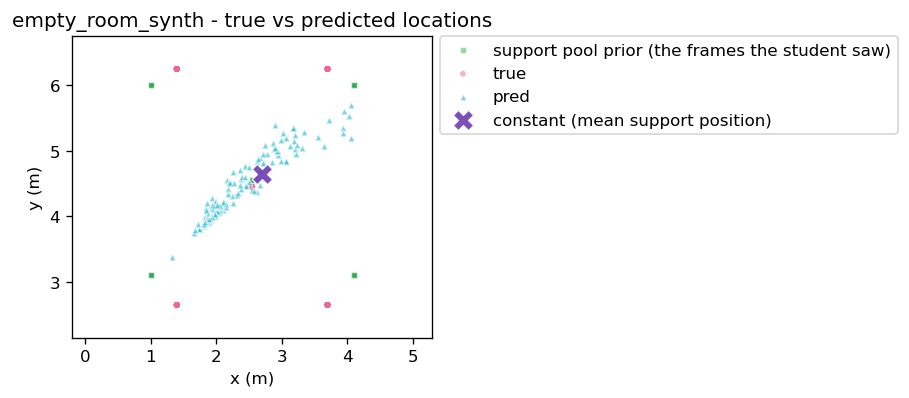 empty_room_synth - true vs predicted locations
support pool prior (the frames the student saw)
true
pred
constant (mean support position)
6
5
4
3
y (m)
0 1 2 3 4 5
x (m)